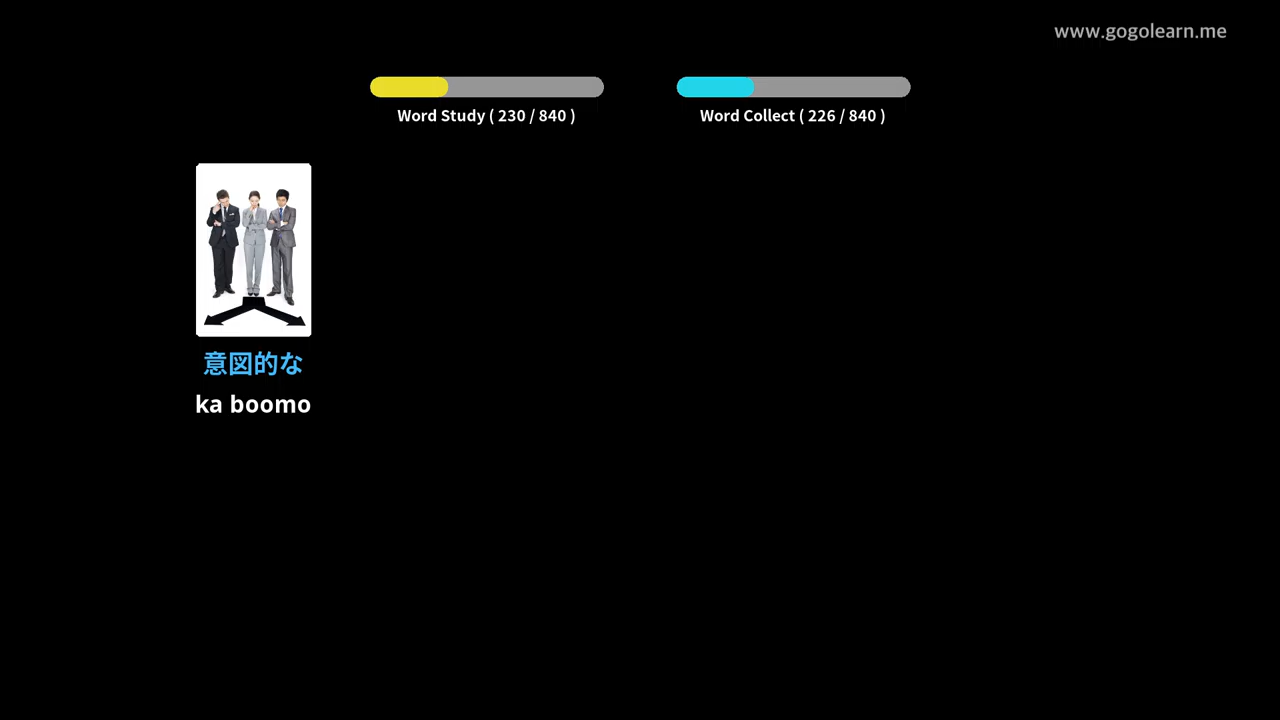 www.gogolearn.me
Word Study ( 230 / 840 )
Word Collect ( 226 / 840 )
意図的な
ka boomo